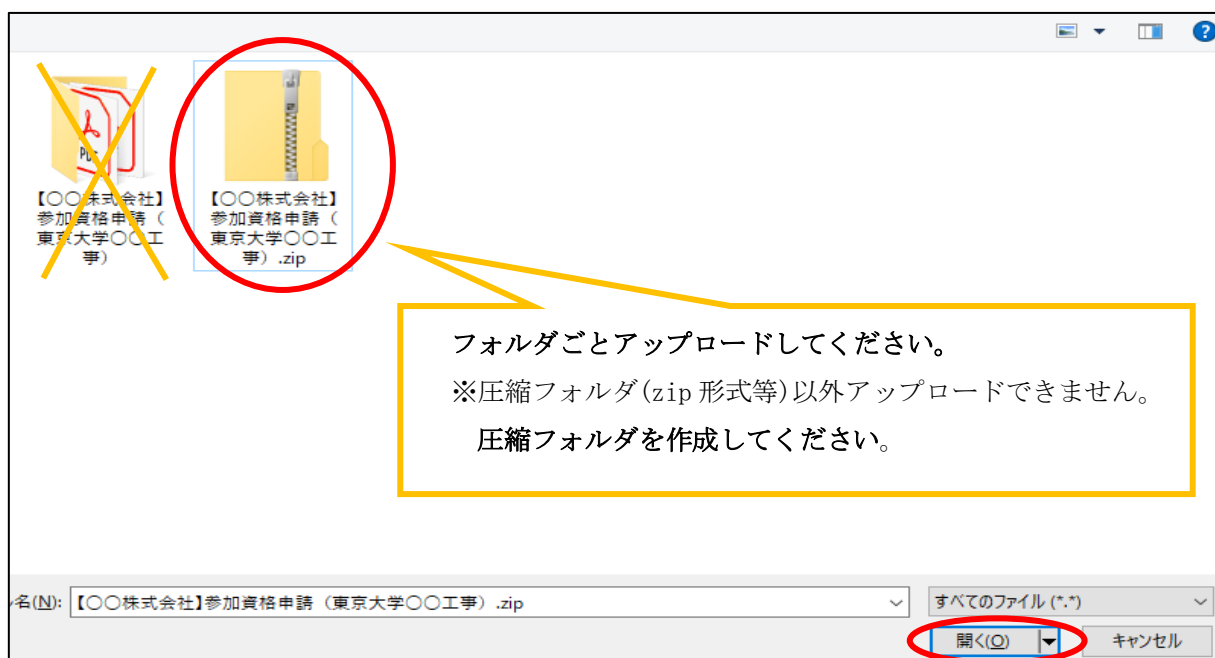 【〇〇株式会社】
参加資格申請（
東京大学〇〇工
事）
【〇〇株式会社】
参加資格申請（
東京大学〇〇工
事）.zip
フォルダごとアップロードしてください。
※圧縮フォルダ(zip 形式等)以外アップロードできません。
圧縮フォルダを作成してください。
名(N):
【〇〇株式会社】参加資格申請（東京大学〇〇工事）.zip
すべてのファイル (*.*)
開く(O)
キャンセル